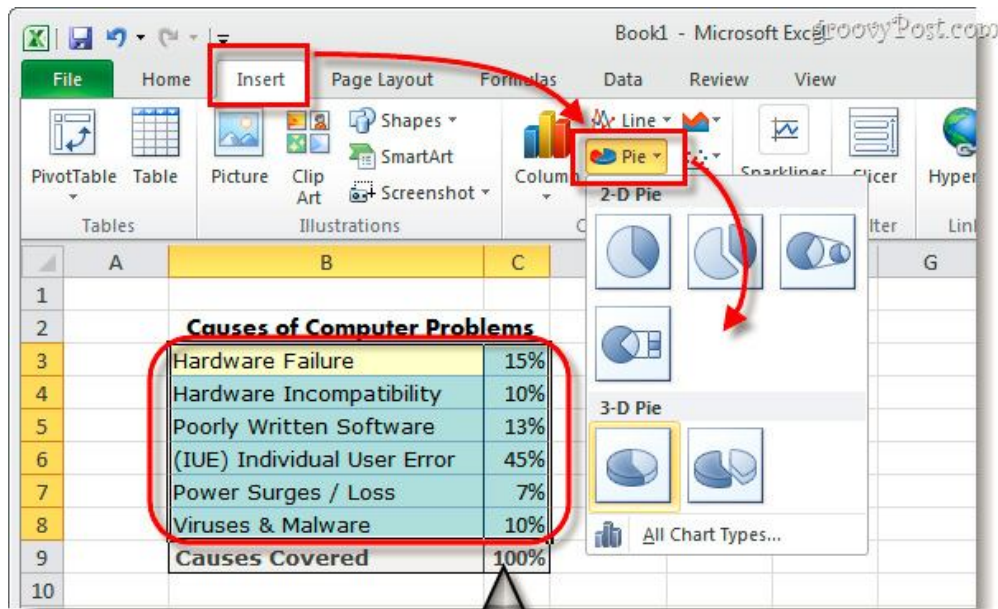 Book1 - Microsoft Excel
groovyPost.com
File Home Insert Page Layout Formulas Data Review View
PivotTable Table Picture Clip Art Shapes SmartArt Screenshot Column Line Pie Sparklines Slicer
Tables Illustrations
2-D Pie
3-D Pie
All Chart Types...
A B C G
1
2 Causes of Computer Problems
3 Hardware Failure 15%
4 Hardware Incompatibility 10%
5 Poorly Written Software 13%
6 (IUE) Individual User Error 45%
7 Power Surges / Loss 7%
8 Viruses & Malware 10%
9 Causes Covered 100%
10